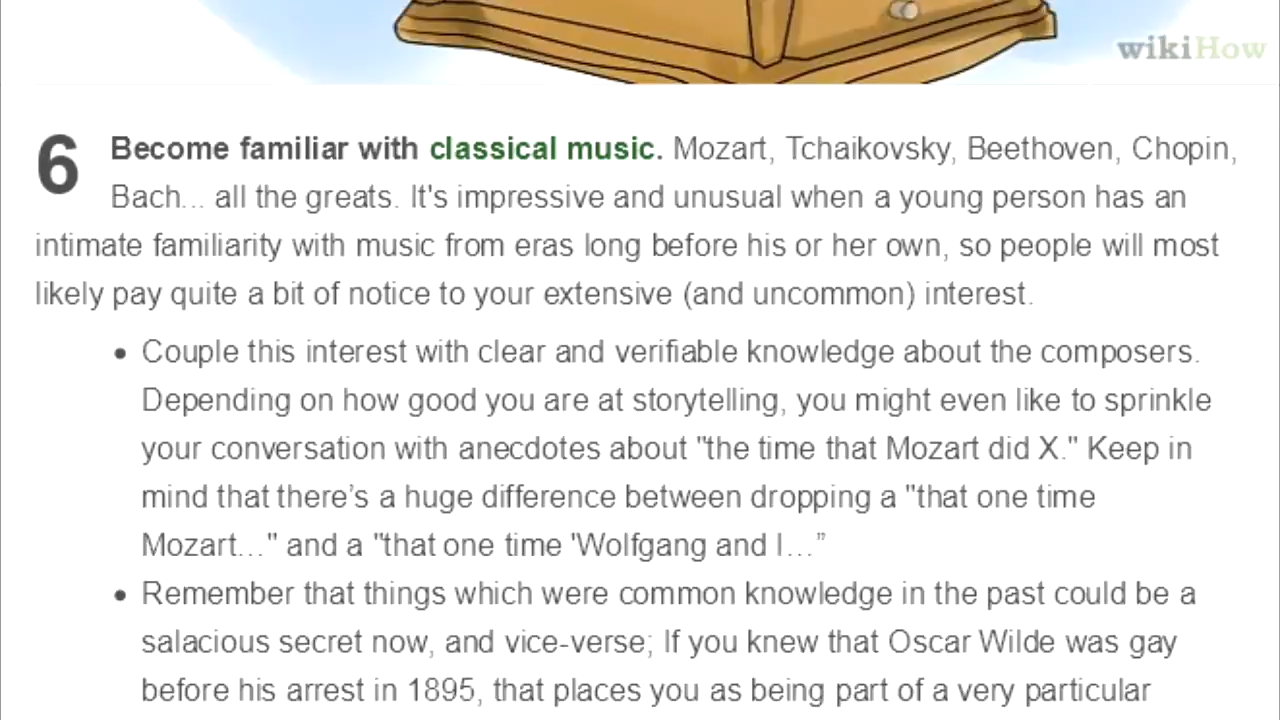 wikiHow
6 Become familiar with classical music. Mozart, Tchaikovsky, Beethoven, Chopin,
Bach... all the greats. It's impressive and unusual when a young person has an
intimate familiarity with music from eras long before his or her own, so people will most
likely pay quite a bit of notice to your extensive (and uncommon) interest.
• Couple this interest with clear and verifiable knowledge about the composers.
Depending on how good you are at storytelling, you might even like to sprinkle
your conversation with anecdotes about "the time that Mozart did X." Keep in
mind that there’s a huge difference between dropping a "that one time
Mozart..." and a "that one time 'Wolfgang and I...”
• Remember that things which were common knowledge in the past could be a
salacious secret now, and vice-verse; If you knew that Oscar Wilde was gay
before his arrest in 1895, that places you as being part of a very particular